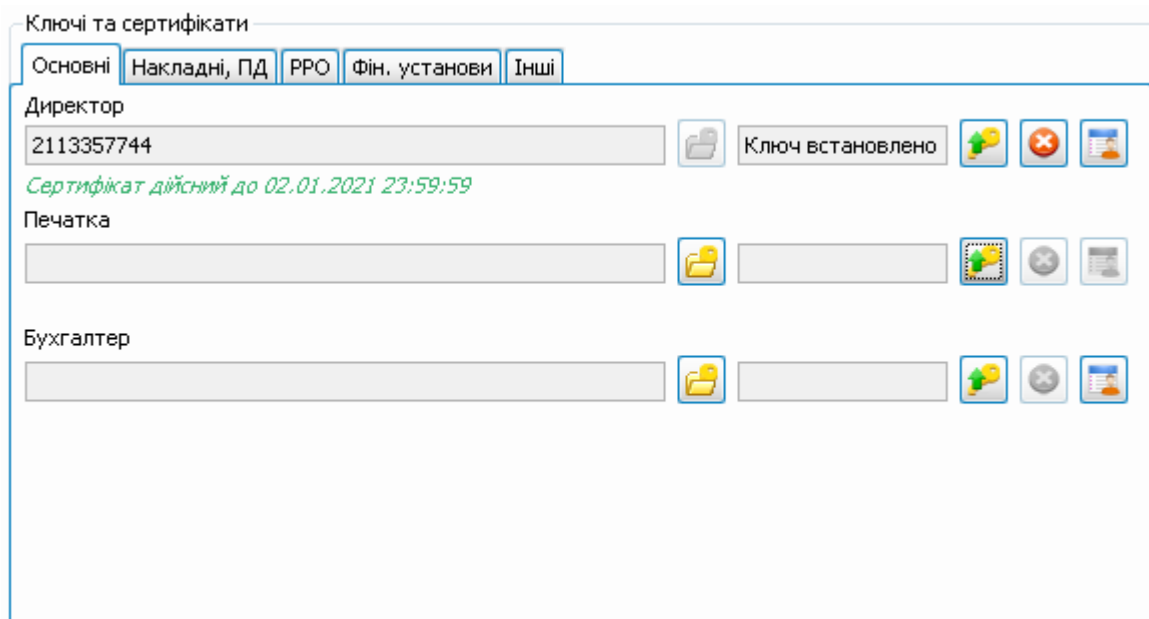 Ключі та сертифікати
Основні Накладні, ПД РРО Фін. установи Інші
Директор
2113357744 Ключ встановлено
Сертифікат дійсний до 02.01.2021 23:59:59
Печатка
Бухгалтер